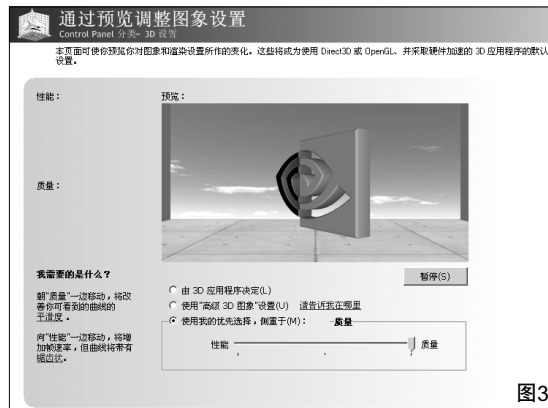 通过预览调整图象设置
Control Panel 分类- 3D 设置
本页面可使你预览你对图象和渲染设置所作的变化。这些将成为使用 Direct3D 或 OpenGL、并采取硬件加速的 3D 应用程序的默认
设置。
性能：
预览：
质量：
我需要的是什么？
朝"质量"一边移动，将改
善你可看到的曲线的
平滑度。
向"性能"一边移动，将增
加帧速率，但曲线将带有
锯齿状。
暂停(S)
由 3D 应用程序决定(L)
使用"高级 3D 图象"设置(U) 请告诉我在哪里
使用我的优先选择，侧重于(M)： -质量
性能 质量
图3